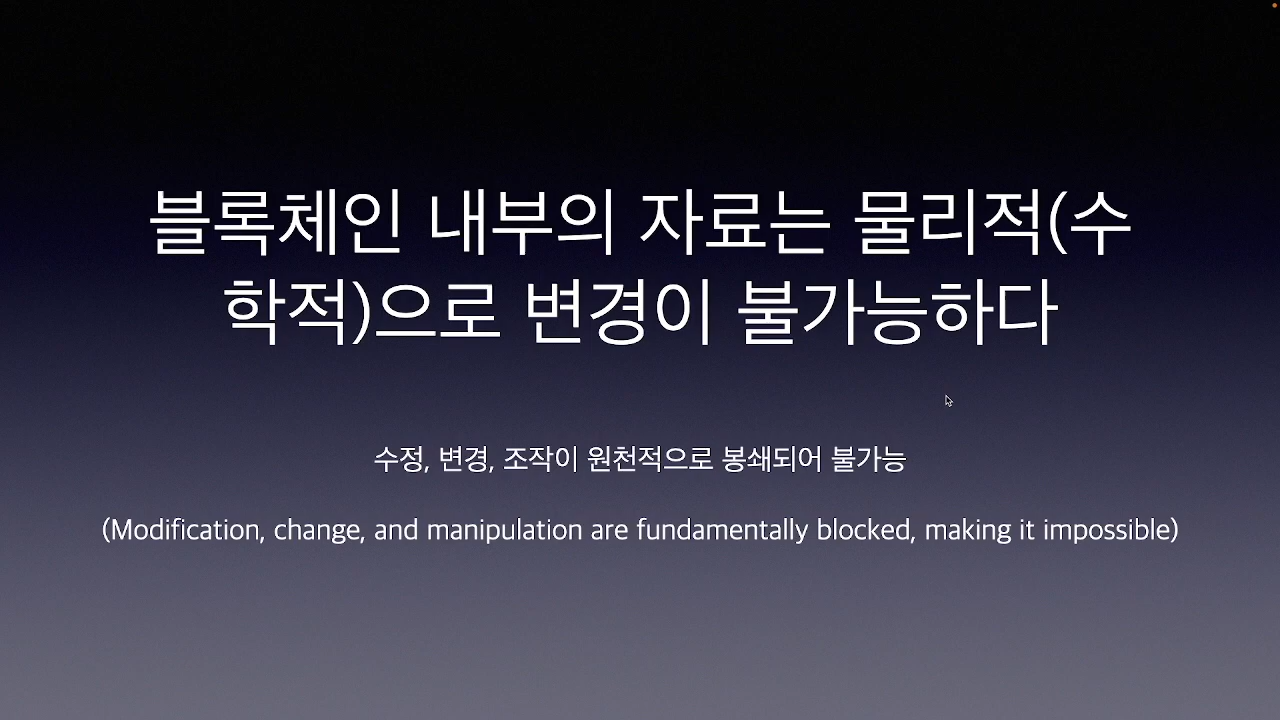 블록체인 내부의 자료는 물리적(수
학적)으로 변경이 불가능하다
수정, 변경, 조작이 원천적으로 봉쇄되어 불가능
(Modification, change, and manipulation are fundamentally blocked, making it impossible)